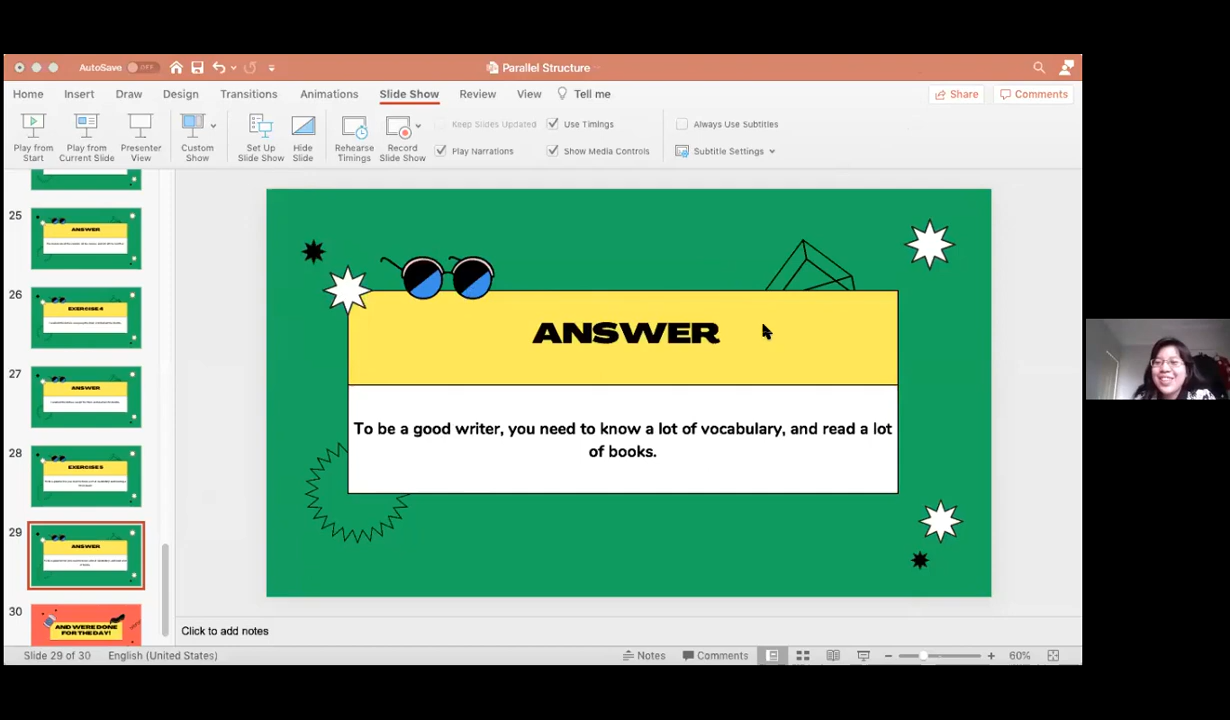 AutoSave OFF
Parallel Structure
Home Insert Draw Design Transitions Animations Slide Show Review View Tell me
Share Comments
Play from Start
Play from Current Slide
Presenter View
Custom Show
Set Up Slide Show
Hide Slide
Rehearse Timings
Record Slide Show
Keep Slides Updated
Use Timings
Play Narrations
Show Media Controls
Always Use Subtitles
Subtitle Settings
25
ANSWER
26
EXERCISE 4
27
ANSWER
28
EXERCISE 5
29
ANSWER
30
AND WERE DONE
FOR THE DAY!
ANSWER
To be a good writer, you need to know a lot of vocabulary, and read a lot
of books.
Click to add notes
Slide 29 of 30 English (United States) Notes Comments 60%